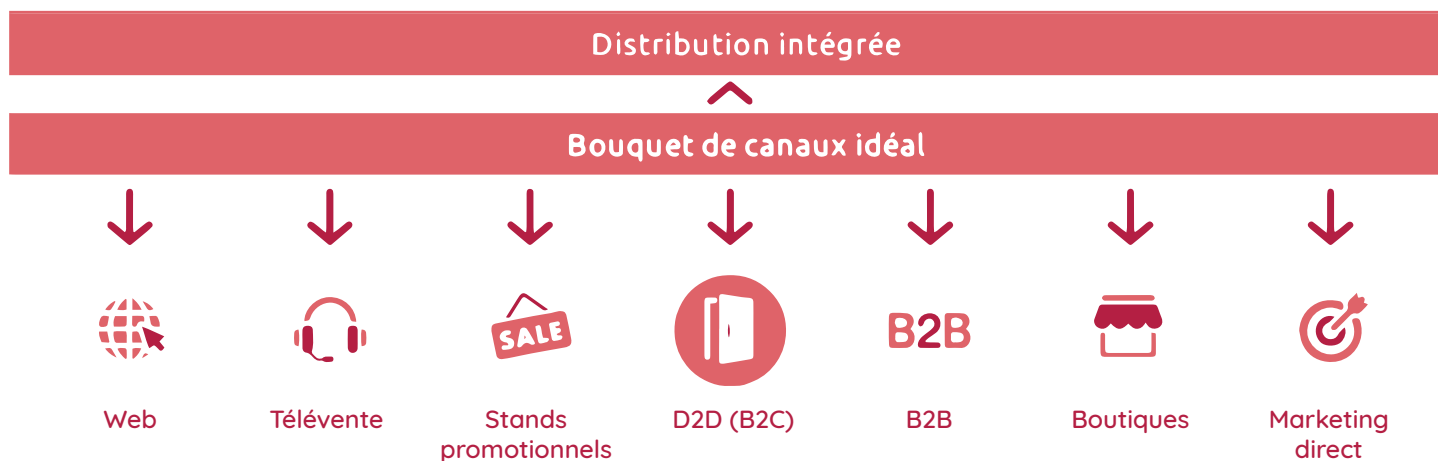 Distribution intégrée
Bouquet de canaux idéal
SALE
B2B
Web
Télévente
Stands
promotionnels
D2D (B2C)
B2B
Boutiques
Marketing
direct